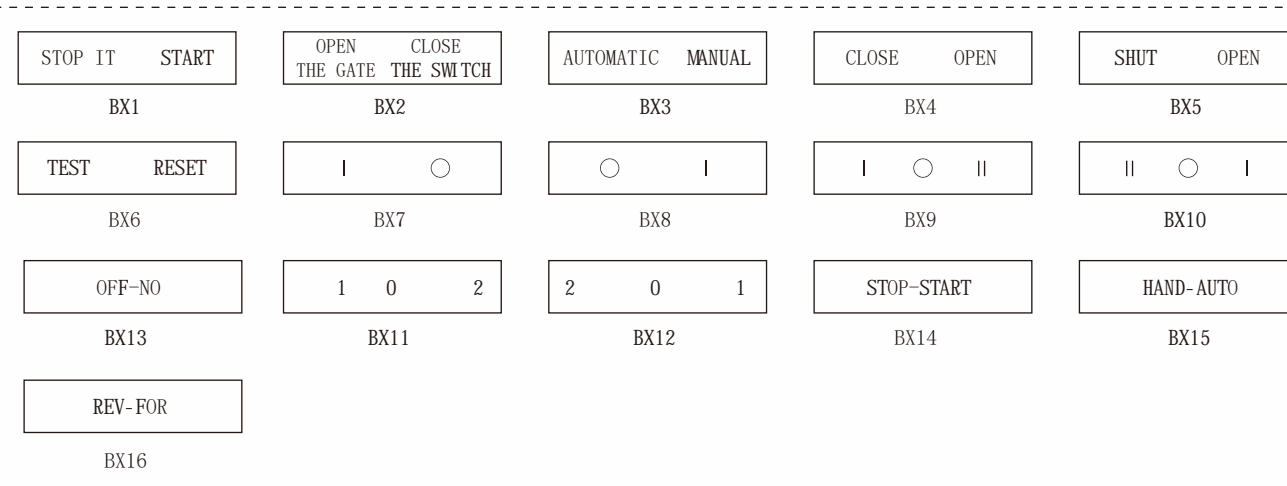 STOP IT START
OPEN CLOSE
THE GATE THE SWITCH
AUTOMATIC MANUAL
CLOSE OPEN
SHUT OPEN
BX1 BX2 BX3 BX4 BX5
TEST RESET
I ○
○ I
I ○ II
II ○ I
BX6 BX7 BX8 BX9 BX10
OFF-NO
1 0 2
2 0 1
STOP-START
HAND-AUTO
BX13 BX11 BX12 BX14 BX15
REV-FOR
BX16